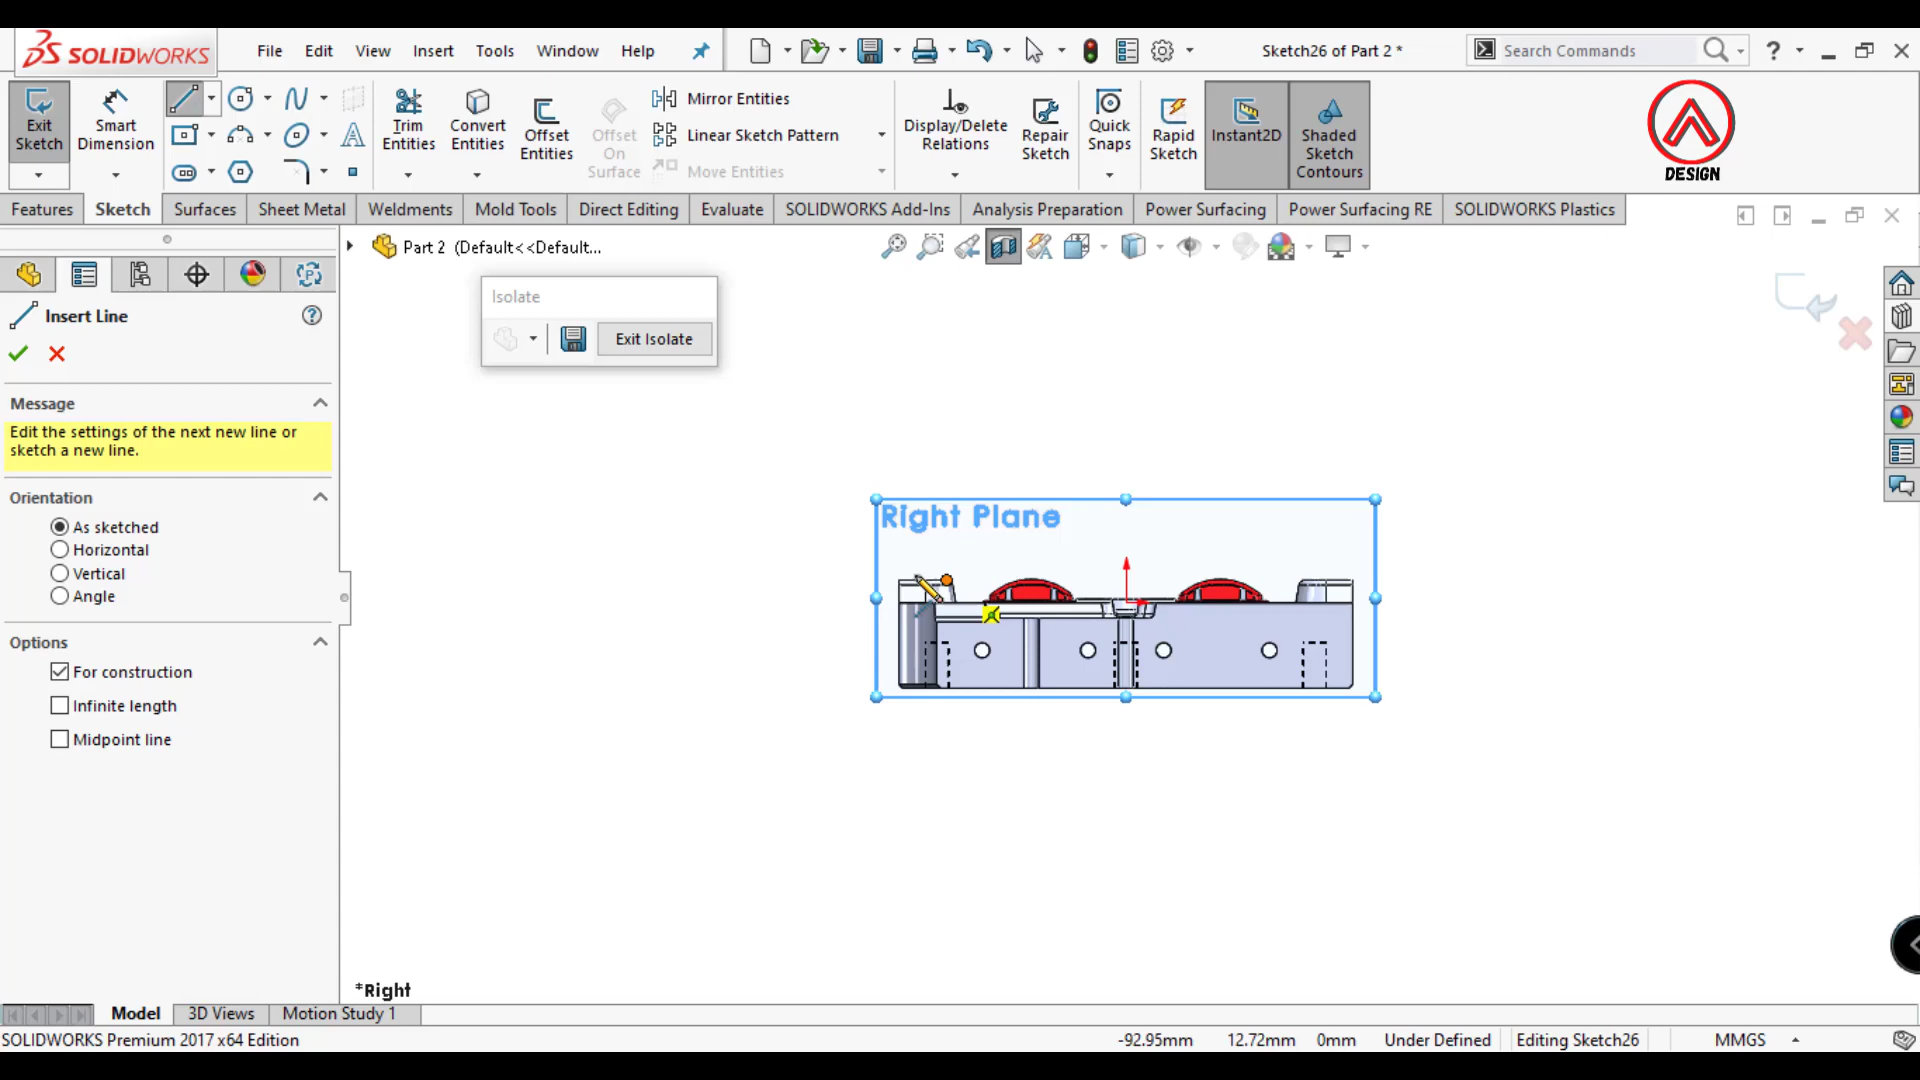 SOLIDWORKS
File Edit View Insert Tools Window Help
Sketch26 of Part 2 *
Search Commands
Exit Sketch
Smart Dimension
Trim Entities
Convert Entities
Offset Entities
Offset On Surface
Mirror Entities
Linear Sketch Pattern
Move Entities
Display/Delete Relations
Repair Sketch
Quick Snaps
Rapid Sketch
Instant2D
Shaded Sketch Contours
DESIGN
Features Sketch Surfaces Sheet Metal Weldments Mold Tools Direct Editing Evaluate SOLIDWORKS Add-Ins Analysis Preparation Power Surfacing Power Surfacing RE SOLIDWORKS Plastics
Part 2 (Default<<Default...
Isolate
Exit Isolate
Insert Line
Message
Edit the settings of the next new line or
sketch a new line.
Orientation
As sketched
Horizontal
Vertical
Angle
Options
For construction
Infinite length
Midpoint line
Right Plane
*Right
Model 3D Views Motion Study 1
SOLIDWORKS Premium 2017 x64 Edition
-92.95mm 12.72mm 0mm Under Defined Editing Sketch26 MMGS